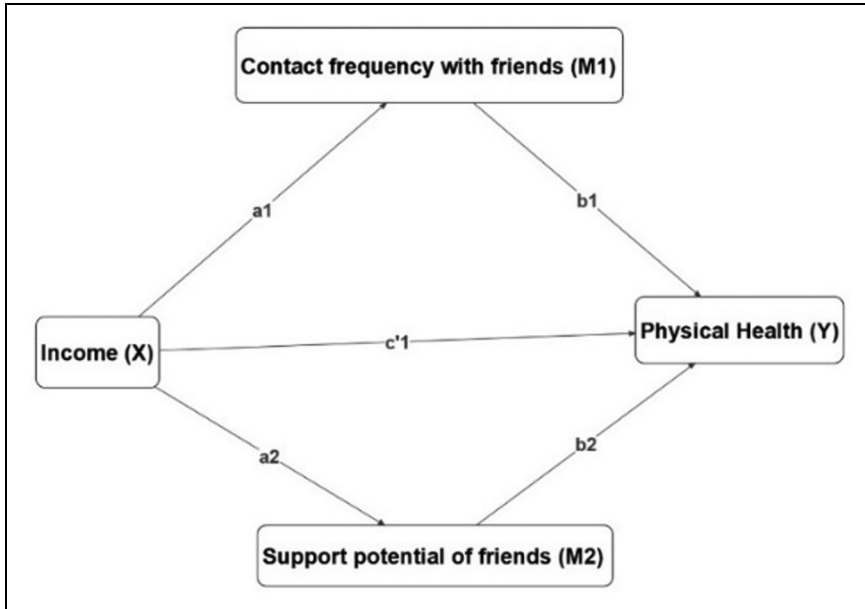 Contact frequency with friends (M1)
a1
b1
Income (X)
c'1
Physical Health (Y)
a2
b2
Support potential of friends (M2)